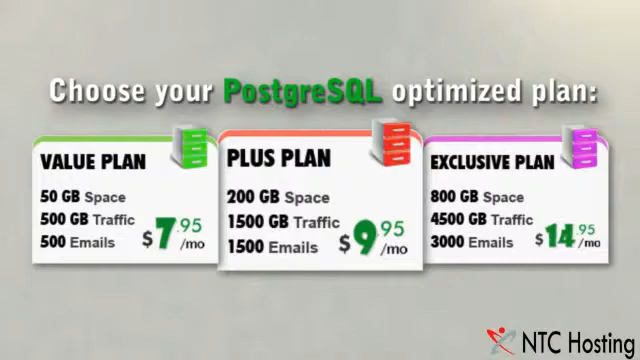 Choose your PostgreSQL optimized plan:
VALUE PLAN
50 GB Space
500 GB Traffic
500 Emails
$7.95/mo
PLUS PLAN
200 GB Space
1500 GB Traffic
1500 Emails
$9.95/mo
EXCLUSIVE PLAN
800 GB Space
4500 GB Traffic
3000 Emails
$14.95/mo
NTC Hosting